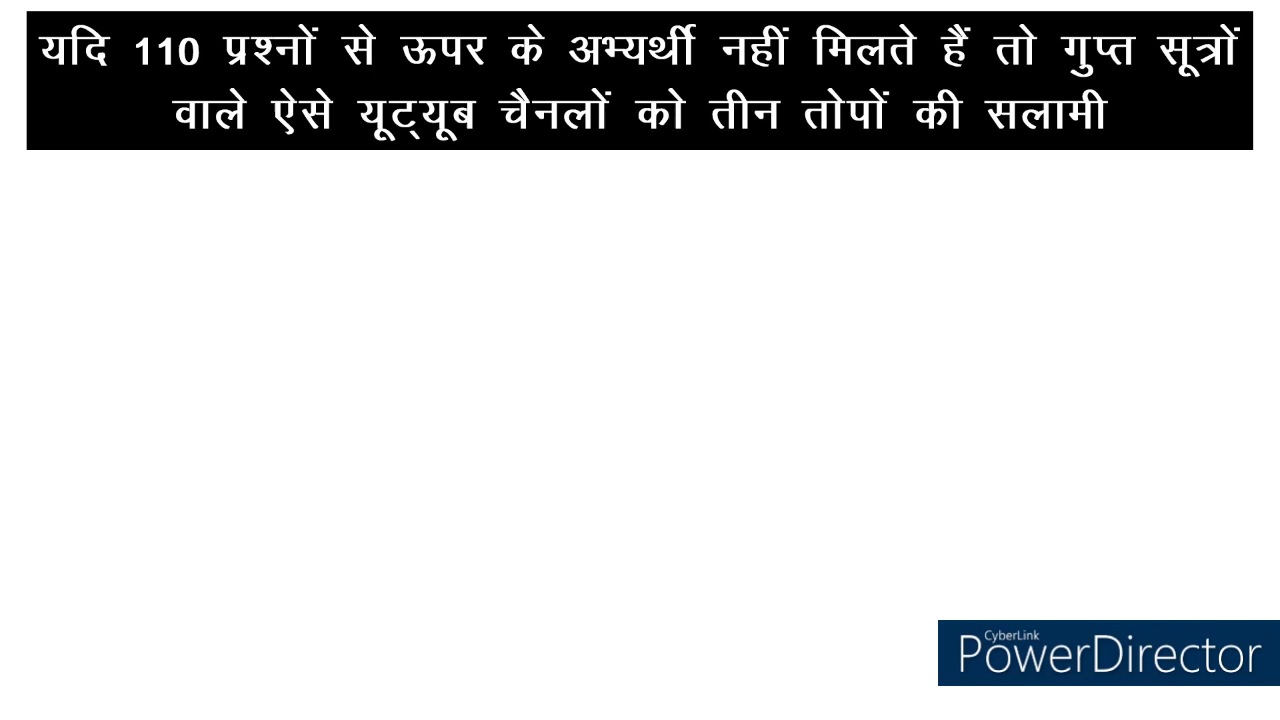 यदि 110 प्रश्नों से ऊपर के अभ्यर्थी नहीं मिलते हैं तो गुप्त सूत्रों
वाले ऐसे यूट्यूब चैनलों को तीन तोपों की सलामी
CyberLink
PowerDirector